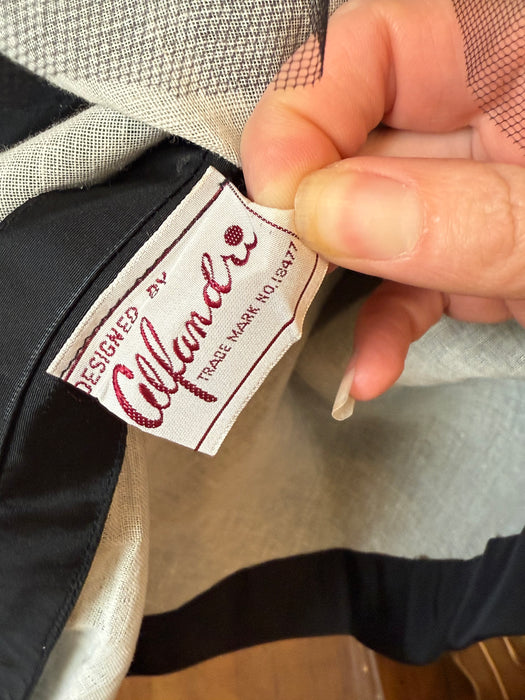 DESIGNED BY
Alfandri
TRADE MARK NO.13477